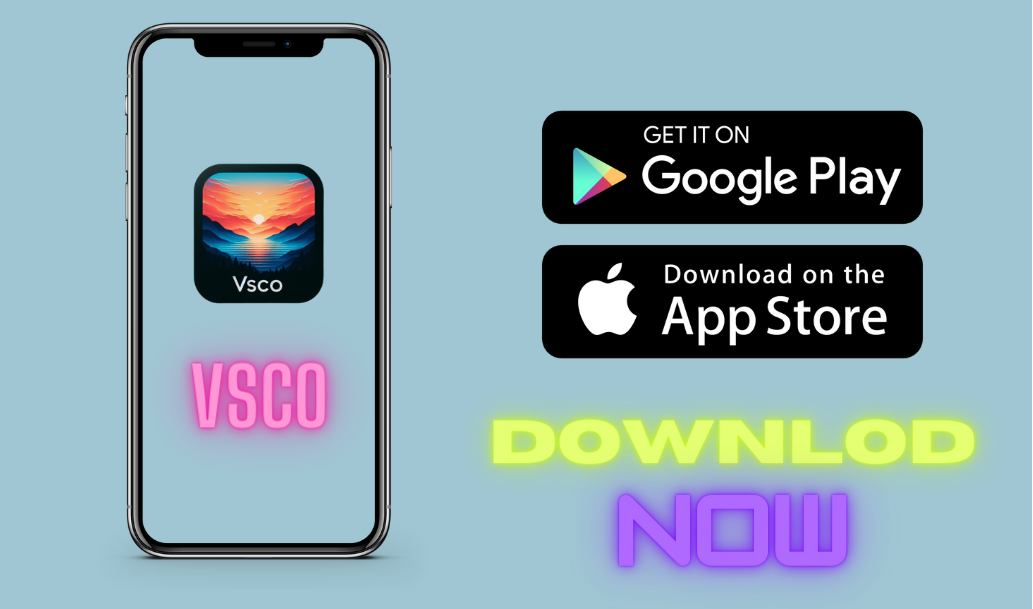 Vsco
VSCO
GET IT ON
Google Play
Download on the
App Store
DOWNLOD
NOW